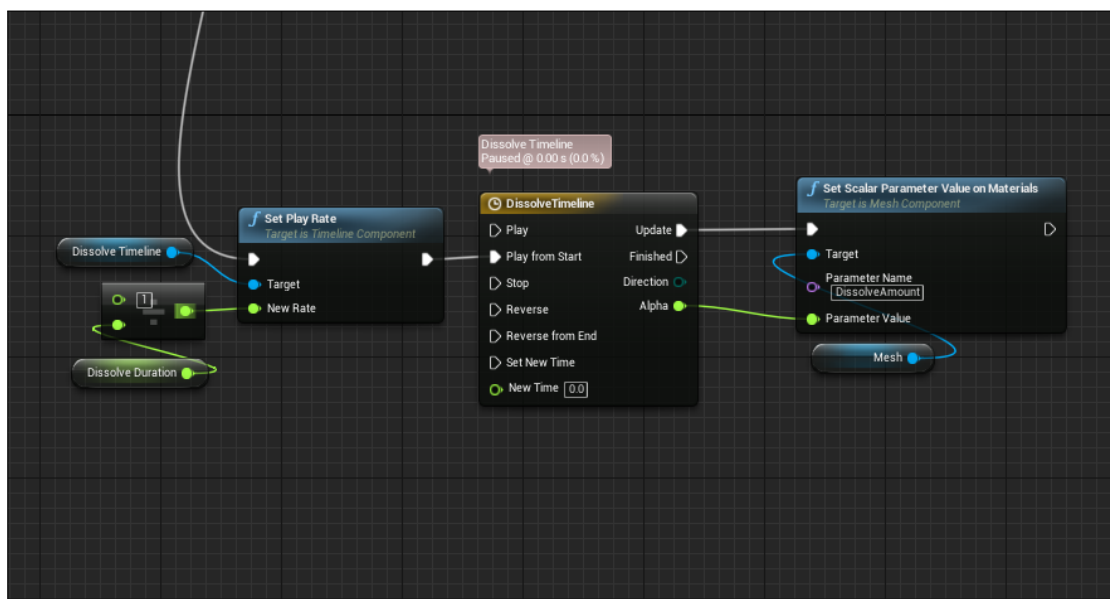 Dissolve Timeline
Paused @ 0.00 s (0.0 %)
Set Play Rate
Target is Timeline Component
Target
New Rate
Dissolve Timeline
1
Dissolve Duration
DissolveTimeline
Play
Play from Start
Stop
Reverse
Reverse from End
Set New Time
New Time 0.0
Update
Finished
Direction
Alpha
Set Scalar Parameter Value on Materials
Target is Mesh Component
Target
Parameter Name
DissolveAmount
Parameter Value
Mesh